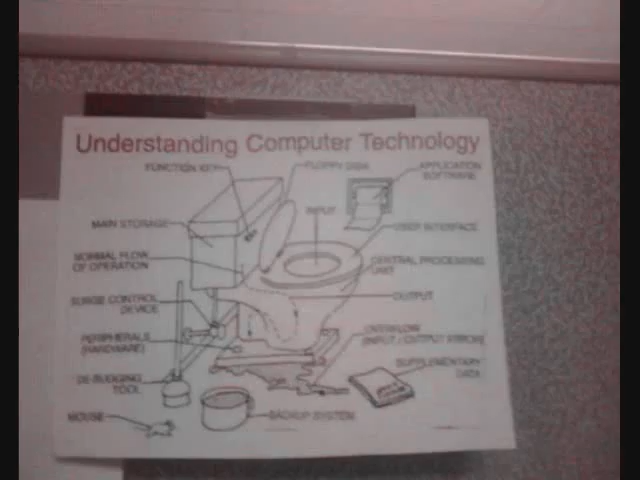 Understanding Computer Technology
FUNCTION KEY
FLOPPY DISK
APPLICATION
SOFTWARE
INPUT
MAIN STORAGE
USER INTERFACE
NORMAL FLOW
OF OPERATION
CENTRAL PROCESSING
UNIT
OUTPUT
SURGE CONTROL
DEVICE
OVERFLOW
(INPUT / OUTPUT ERROR)
PERIPHERALS
(HARDWARE)
SUPPLEMENTARY
DATA
DE-BUGGING
TOOL
MOUSE
BACKUP SYSTEM